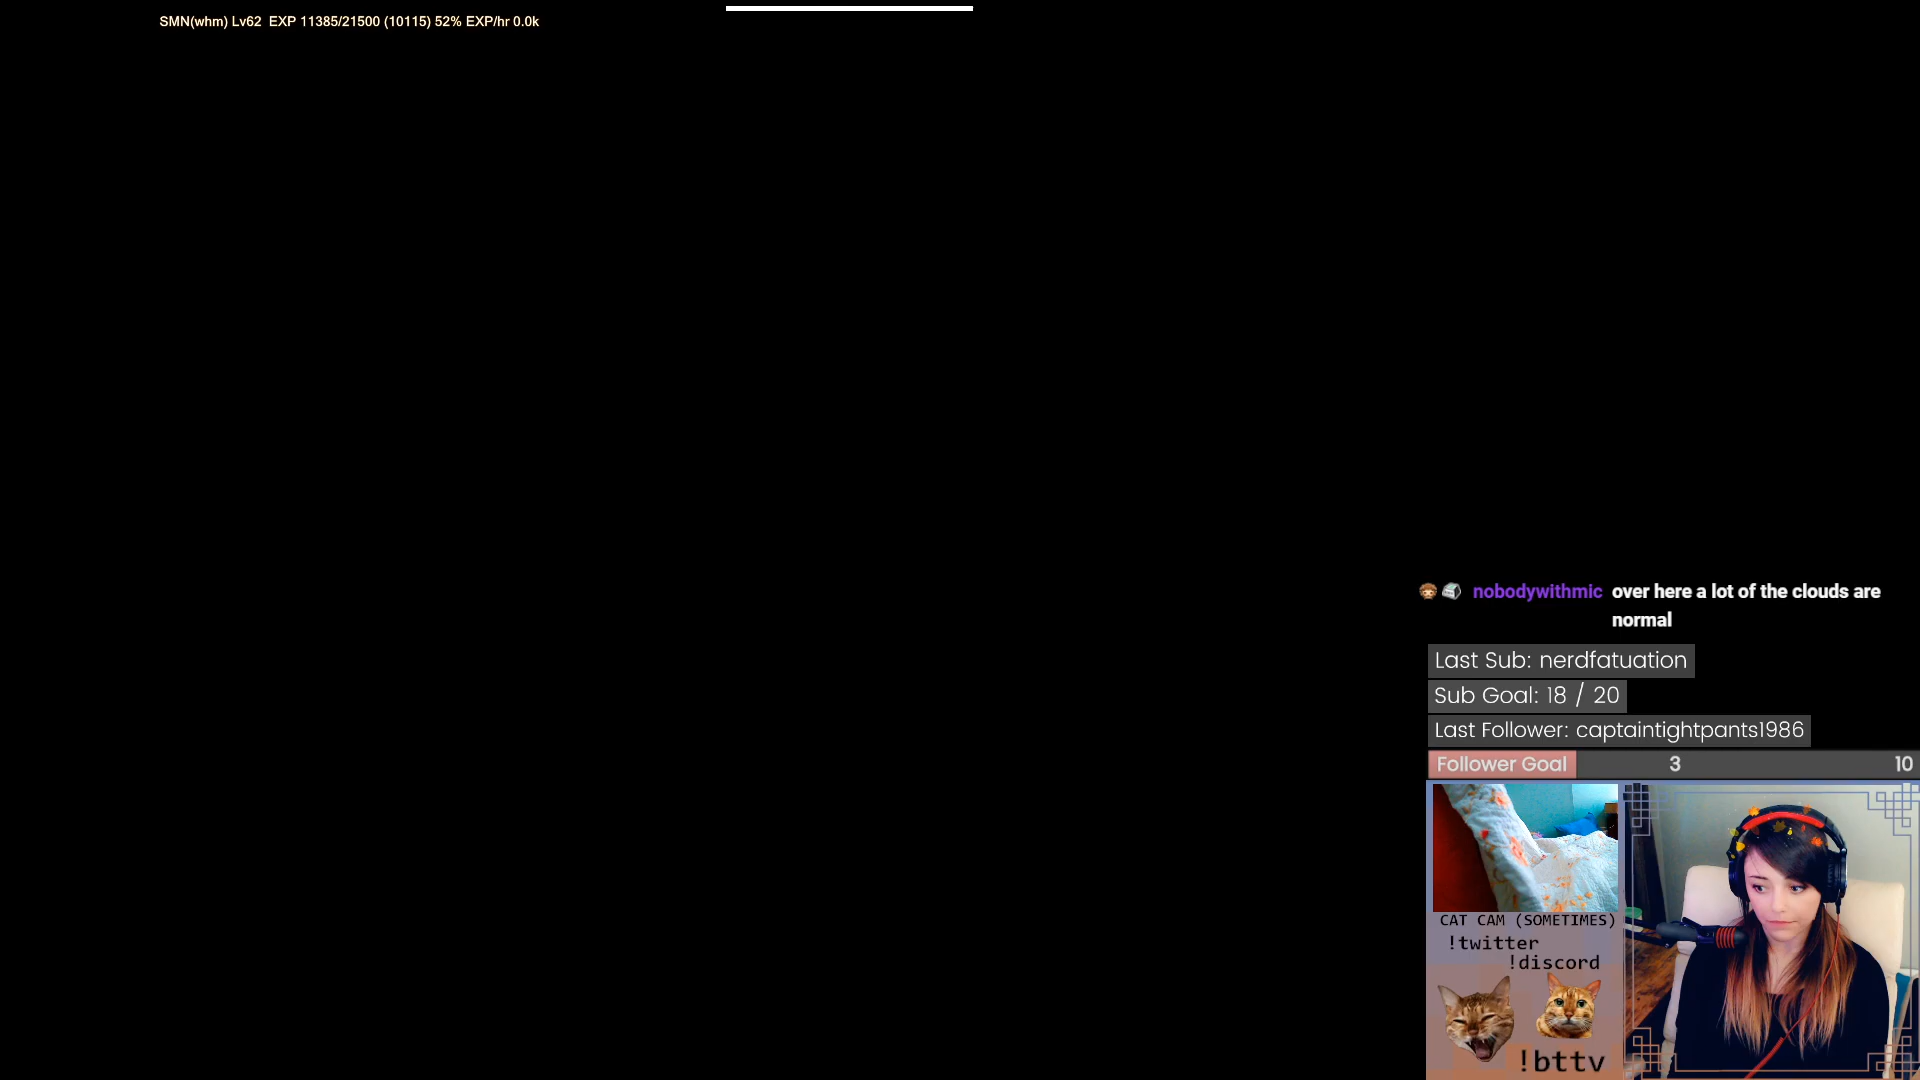 SMN(whm) Lv62 EXP 11385/21500 (10115) 52% EXP/hr 0.0k
nobodywithmic over here a lot of the clouds are
normal
Last Sub: nerdfatuation
Sub Goal: 18 / 20
Last Follower: captaintightpants1986
Follower Goal 3 10
CAT CAM (SOMETIMES)
!twitter
!discord
!bttv